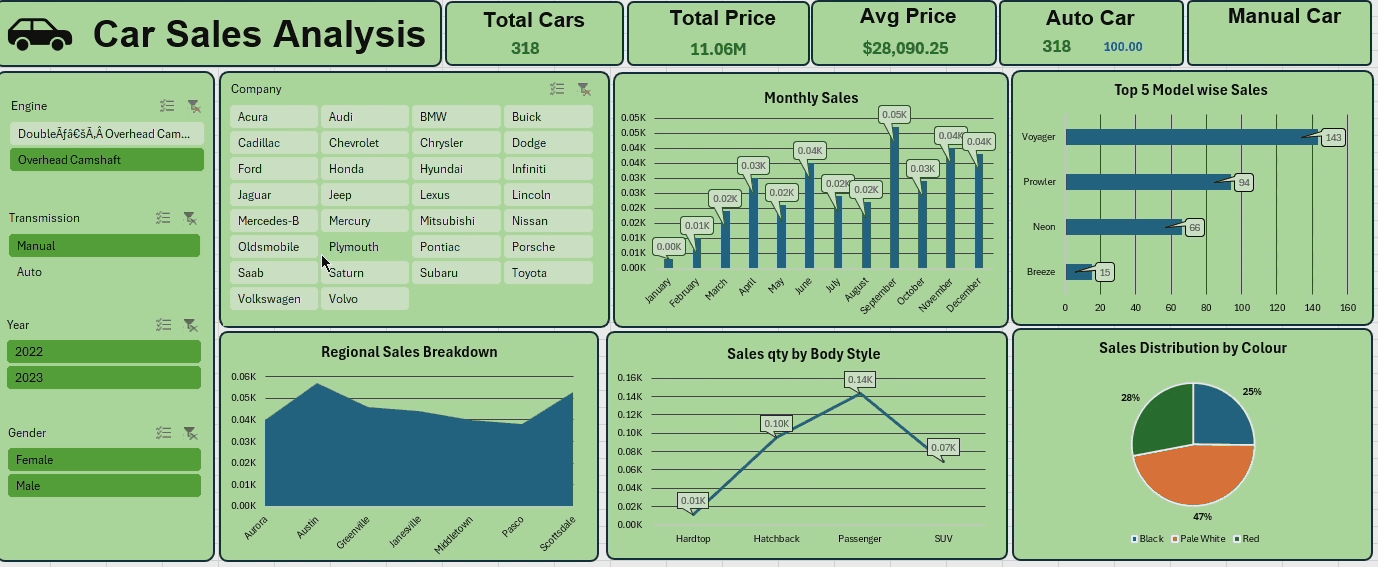 Car Sales Analysis
Total Cars
318
Total Price
11.06M
Avg Price
$28,090.25
Auto Car
318 100.00
Manual Car
Engine
DoubleÃƒâ€šÃ‚Â Overhead Cam...
Overhead Camshaft
Transmission
Manual
Auto
Year
2022
2023
Gender
Female
Male
Company
Acura Audi BMW Buick
Cadillac Chevrolet Chrysler Dodge
Ford Honda Hyundai Infiniti
Jaguar Jeep Lexus Lincoln
Mercedes-B Mercury Mitsubishi Nissan
Oldsmobile Plymouth Pontiac Porsche
Saab Saturn Subaru Toyota
Volkswagen Volvo
Monthly Sales
0.05K
0.05K
0.04K
0.04K
0.03K
0.03K
0.02K
0.02K
0.01K
0.01K
0.00K
0.00K 0.01K 0.02K 0.03K 0.02K 0.04K 0.02K 0.02K 0.05K 0.03K 0.04K 0.04K
January February March April May June July August September October November December
Top 5 Model wise Sales
Voyager 143
Prowler 94
Neon 66
Breeze 15
0 20 40 60 80 100 120 140 160
Regional Sales Breakdown
0.06K
0.05K
0.04K
0.03K
0.02K
0.01K
0.00K
Aurora Austin Greenville Janesville Middletown Pasco Scottsdale
Sales qty by Body Style
0.16K
0.14K
0.12K
0.10K
0.08K
0.06K
0.04K
0.02K
0.00K
0.01K 0.10K 0.14K 0.07K
Hardtop Hatchback Passenger SUV
Sales Distribution by Colour
28% 25%
47%
Black Pale White Red